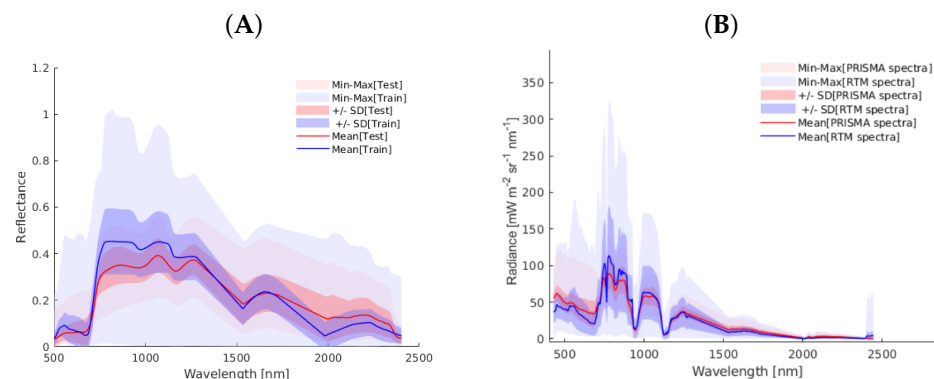 (A)
(B)
1.2
1
0.8
0.6
0.4
0.2
0
Reflectance
500 1000 1500 2000 2500
Wavelength [nm]
Min-Max[Test]
Min-Max[Train]
+/- SD[Test]
+/- SD[Train]
Mean[Test]
Mean[Train]
350
300
250
200
150
100
50
0
Radiance [mW m⁻² sr⁻¹ nm⁻¹]
500 1000 1500 2000 2500
Wavelength [nm]
Min-Max[PRISMA spectra]
Min-Max[RTM spectra]
+/- SD[PRISMA spectra]
+/- SD[RTM spectra]
Mean[PRISMA spectra]
Mean[RTM spectra]